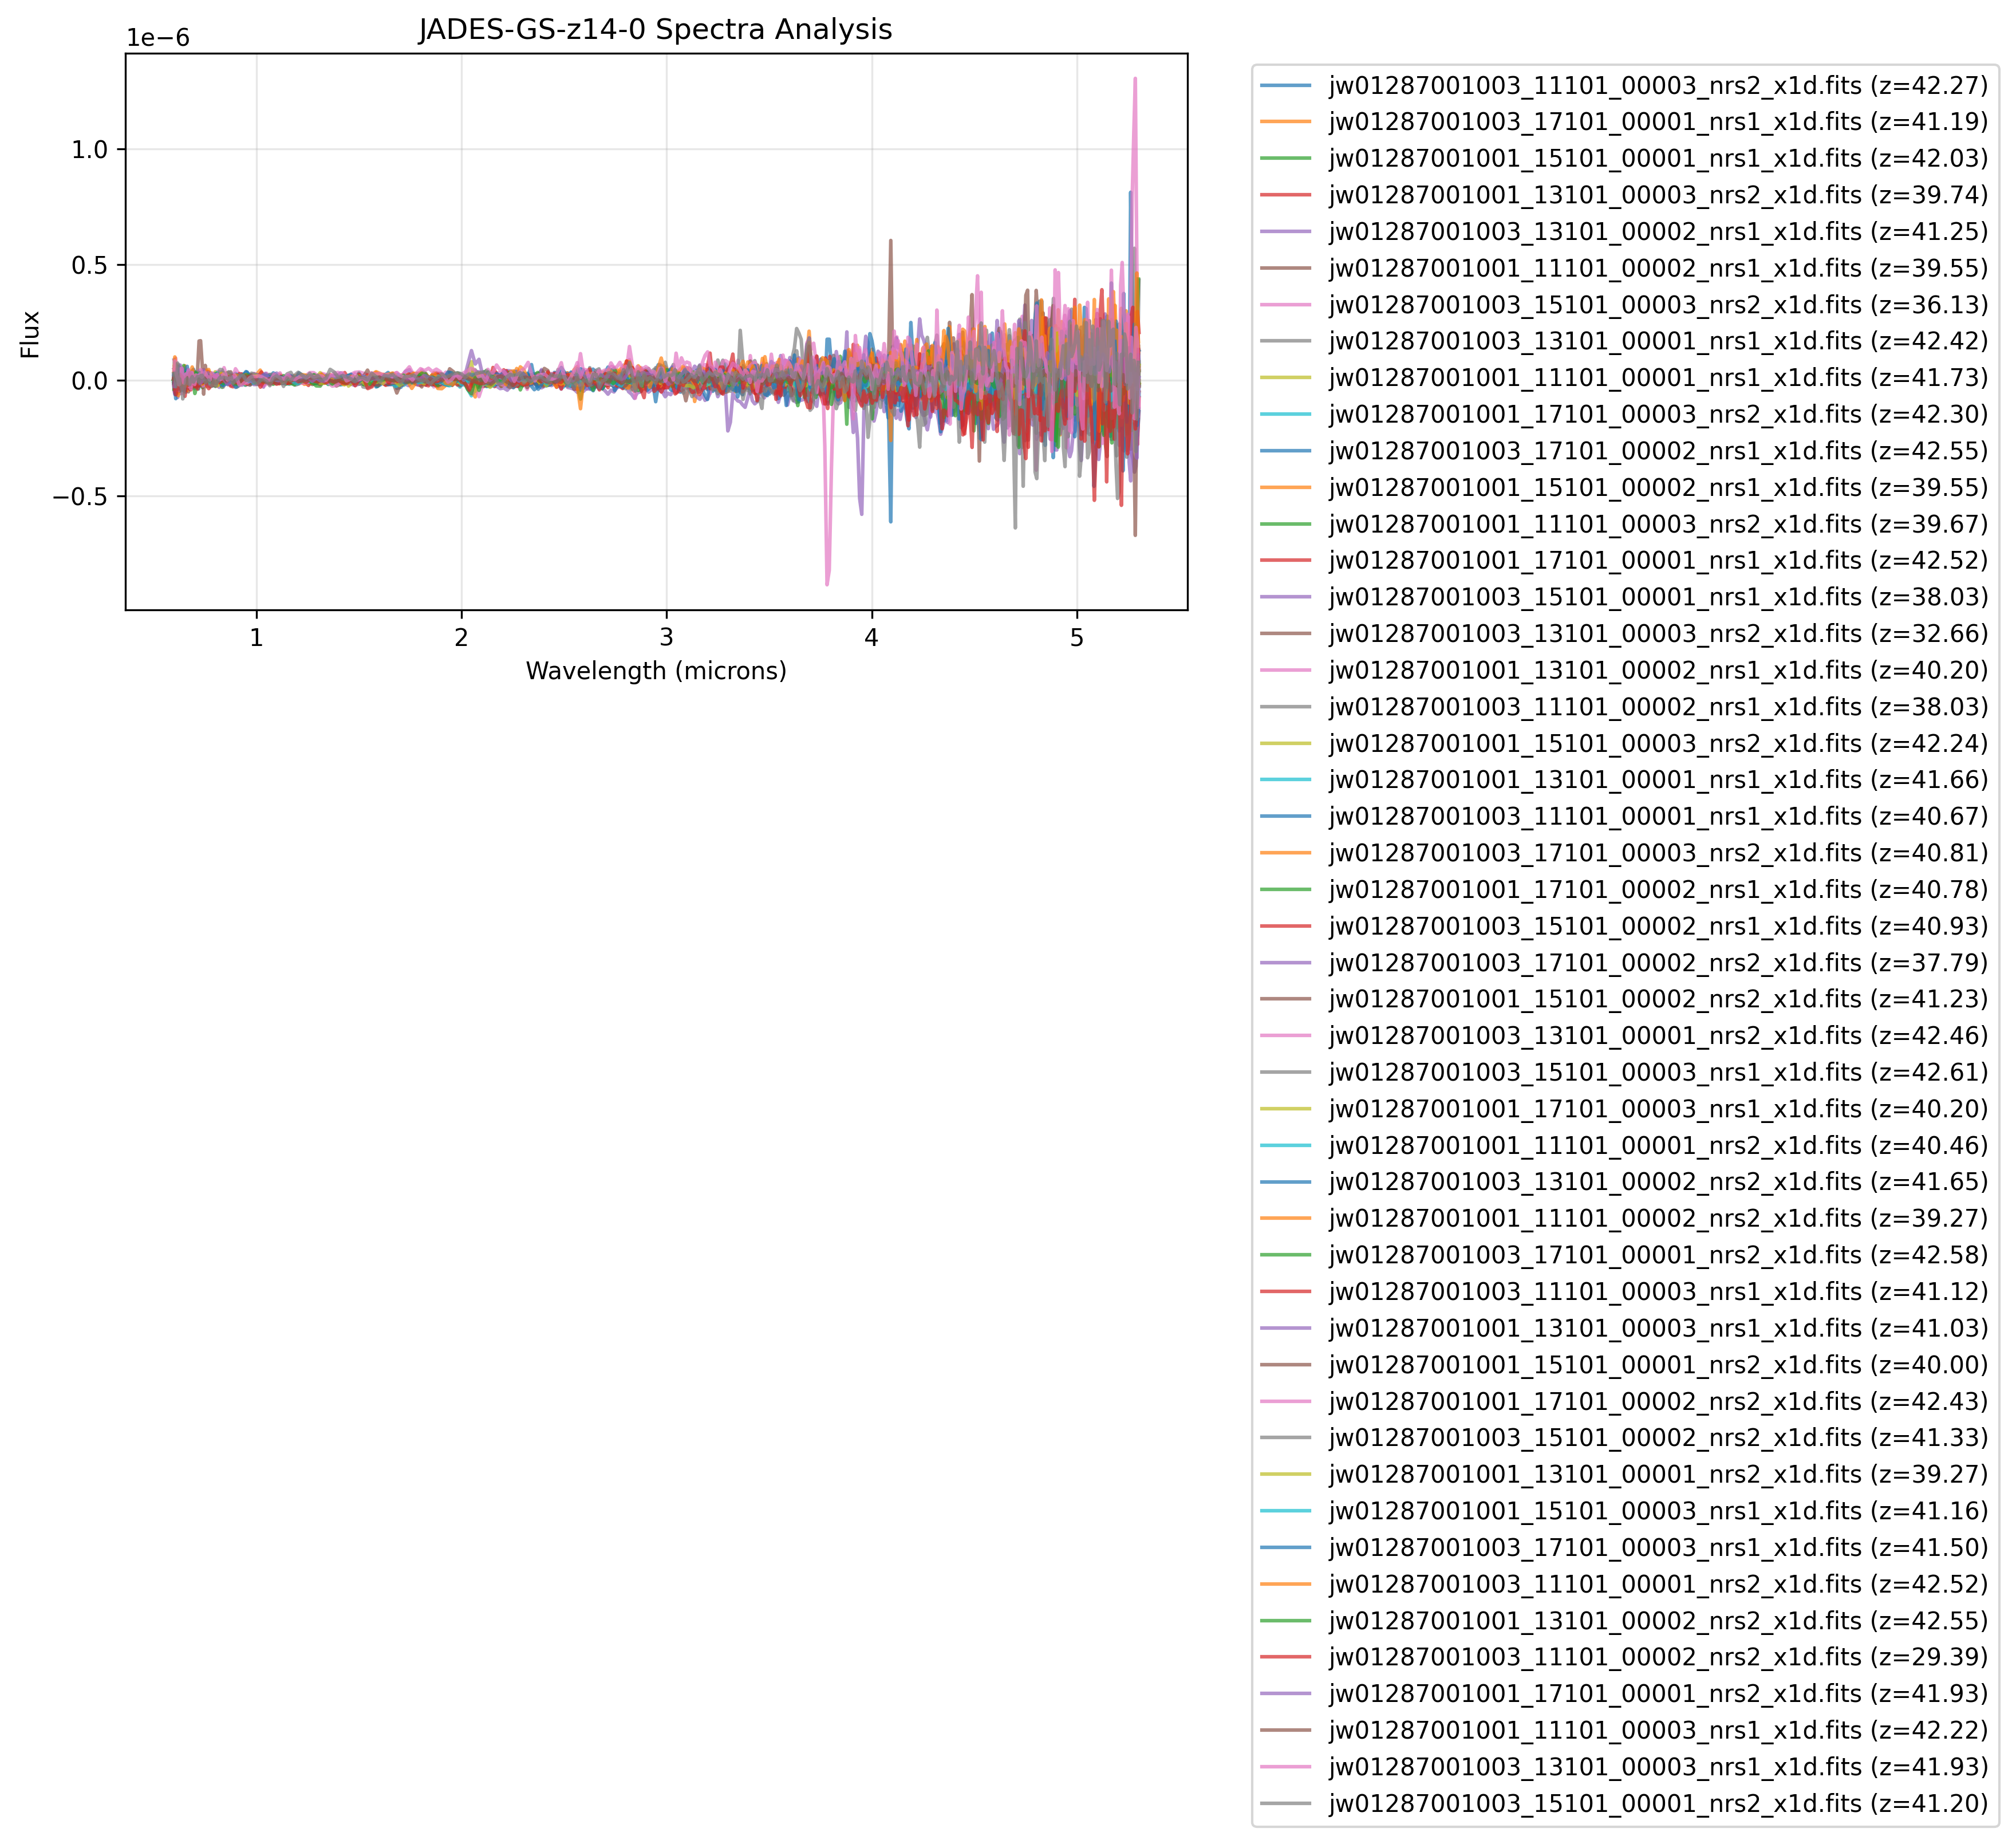 JADES-GS-z14-0 Spectra Analysis
1e−6
1.0
0.5
0.0
−0.5
Flux
1 2 3 4 5
Wavelength (microns)
jw01287001003_11101_00003_nrs2_x1d.fits (z=42.27)
jw01287001003_17101_00001_nrs1_x1d.fits (z=41.19)
jw01287001001_15101_00001_nrs1_x1d.fits (z=42.03)
jw01287001001_13101_00003_nrs2_x1d.fits (z=39.74)
jw01287001003_13101_00002_nrs1_x1d.fits (z=41.25)
jw01287001001_11101_00002_nrs1_x1d.fits (z=39.55)
jw01287001003_15101_00003_nrs2_x1d.fits (z=36.13)
jw01287001003_13101_00001_nrs1_x1d.fits (z=42.42)
jw01287001001_11101_00001_nrs1_x1d.fits (z=41.73)
jw01287001001_17101_00003_nrs2_x1d.fits (z=42.30)
jw01287001003_17101_00002_nrs1_x1d.fits (z=42.55)
jw01287001001_15101_00002_nrs1_x1d.fits (z=39.55)
jw01287001001_11101_00003_nrs2_x1d.fits (z=39.67)
jw01287001001_17101_00001_nrs1_x1d.fits (z=42.52)
jw01287001003_15101_00001_nrs1_x1d.fits (z=38.03)
jw01287001003_13101_00003_nrs2_x1d.fits (z=32.66)
jw01287001001_13101_00002_nrs1_x1d.fits (z=40.20)
jw01287001003_11101_00002_nrs1_x1d.fits (z=38.03)
jw01287001001_15101_00003_nrs2_x1d.fits (z=42.24)
jw01287001001_13101_00001_nrs1_x1d.fits (z=41.66)
jw01287001003_11101_00001_nrs1_x1d.fits (z=40.67)
jw01287001003_17101_00003_nrs2_x1d.fits (z=40.81)
jw01287001001_17101_00002_nrs1_x1d.fits (z=40.78)
jw01287001003_15101_00002_nrs1_x1d.fits (z=40.93)
jw01287001003_17101_00002_nrs2_x1d.fits (z=37.79)
jw01287001001_15101_00002_nrs2_x1d.fits (z=41.23)
jw01287001003_13101_00001_nrs2_x1d.fits (z=42.46)
jw01287001003_15101_00003_nrs1_x1d.fits (z=42.61)
jw01287001001_17101_00003_nrs1_x1d.fits (z=40.20)
jw01287001001_11101_00001_nrs2_x1d.fits (z=40.46)
jw01287001003_13101_00002_nrs2_x1d.fits (z=41.65)
jw01287001001_11101_00002_nrs2_x1d.fits (z=39.27)
jw01287001003_17101_00001_nrs2_x1d.fits (z=42.58)
jw01287001003_11101_00003_nrs1_x1d.fits (z=41.12)
jw01287001001_13101_00003_nrs1_x1d.fits (z=41.03)
jw01287001001_15101_00001_nrs2_x1d.fits (z=40.00)
jw01287001001_17101_00002_nrs2_x1d.fits (z=42.43)
jw01287001003_15101_00002_nrs2_x1d.fits (z=41.33)
jw01287001001_13101_00001_nrs2_x1d.fits (z=39.27)
jw01287001001_15101_00003_nrs1_x1d.fits (z=41.16)
jw01287001003_17101_00003_nrs1_x1d.fits (z=41.50)
jw01287001003_11101_00001_nrs2_x1d.fits (z=42.52)
jw01287001001_13101_00002_nrs2_x1d.fits (z=42.55)
jw01287001003_11101_00002_nrs2_x1d.fits (z=29.39)
jw01287001001_17101_00001_nrs2_x1d.fits (z=41.93)
jw01287001001_11101_00003_nrs1_x1d.fits (z=42.22)
jw01287001003_13101_00003_nrs1_x1d.fits (z=41.93)
jw01287001003_15101_00001_nrs2_x1d.fits (z=41.20)